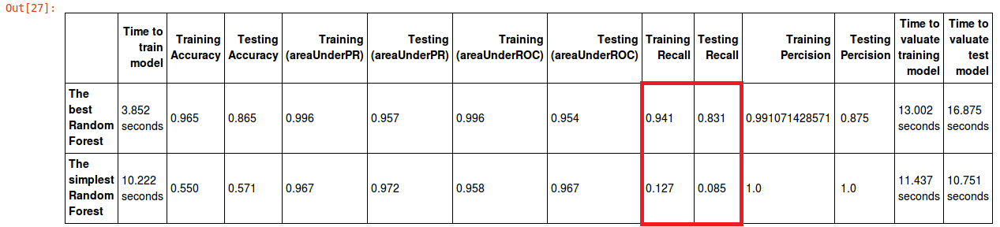 Out[27]:
Time to train model | Training Accuracy | Testing Accuracy | Training (areaUnderPR) | Testing (areaUnderPR) | Training (areaUnderROC) | Testing (areaUnderROC) | Training Recall | Testing Recall | Training Percision | Testing Percision | Time to valuate training model | Time to valuate test model
The best Random Forest | 3.852 seconds | 0.965 | 0.865 | 0.996 | 0.957 | 0.996 | 0.954 | 0.941 | 0.831 | 0.991071428571 | 0.875 | 13.002 seconds | 16.875 seconds
The simplest Random Forest | 10.222 seconds | 0.550 | 0.571 | 0.967 | 0.972 | 0.958 | 0.967 | 0.127 | 0.085 | 1.0 | 1.0 | 11.437 seconds | 10.751 seconds